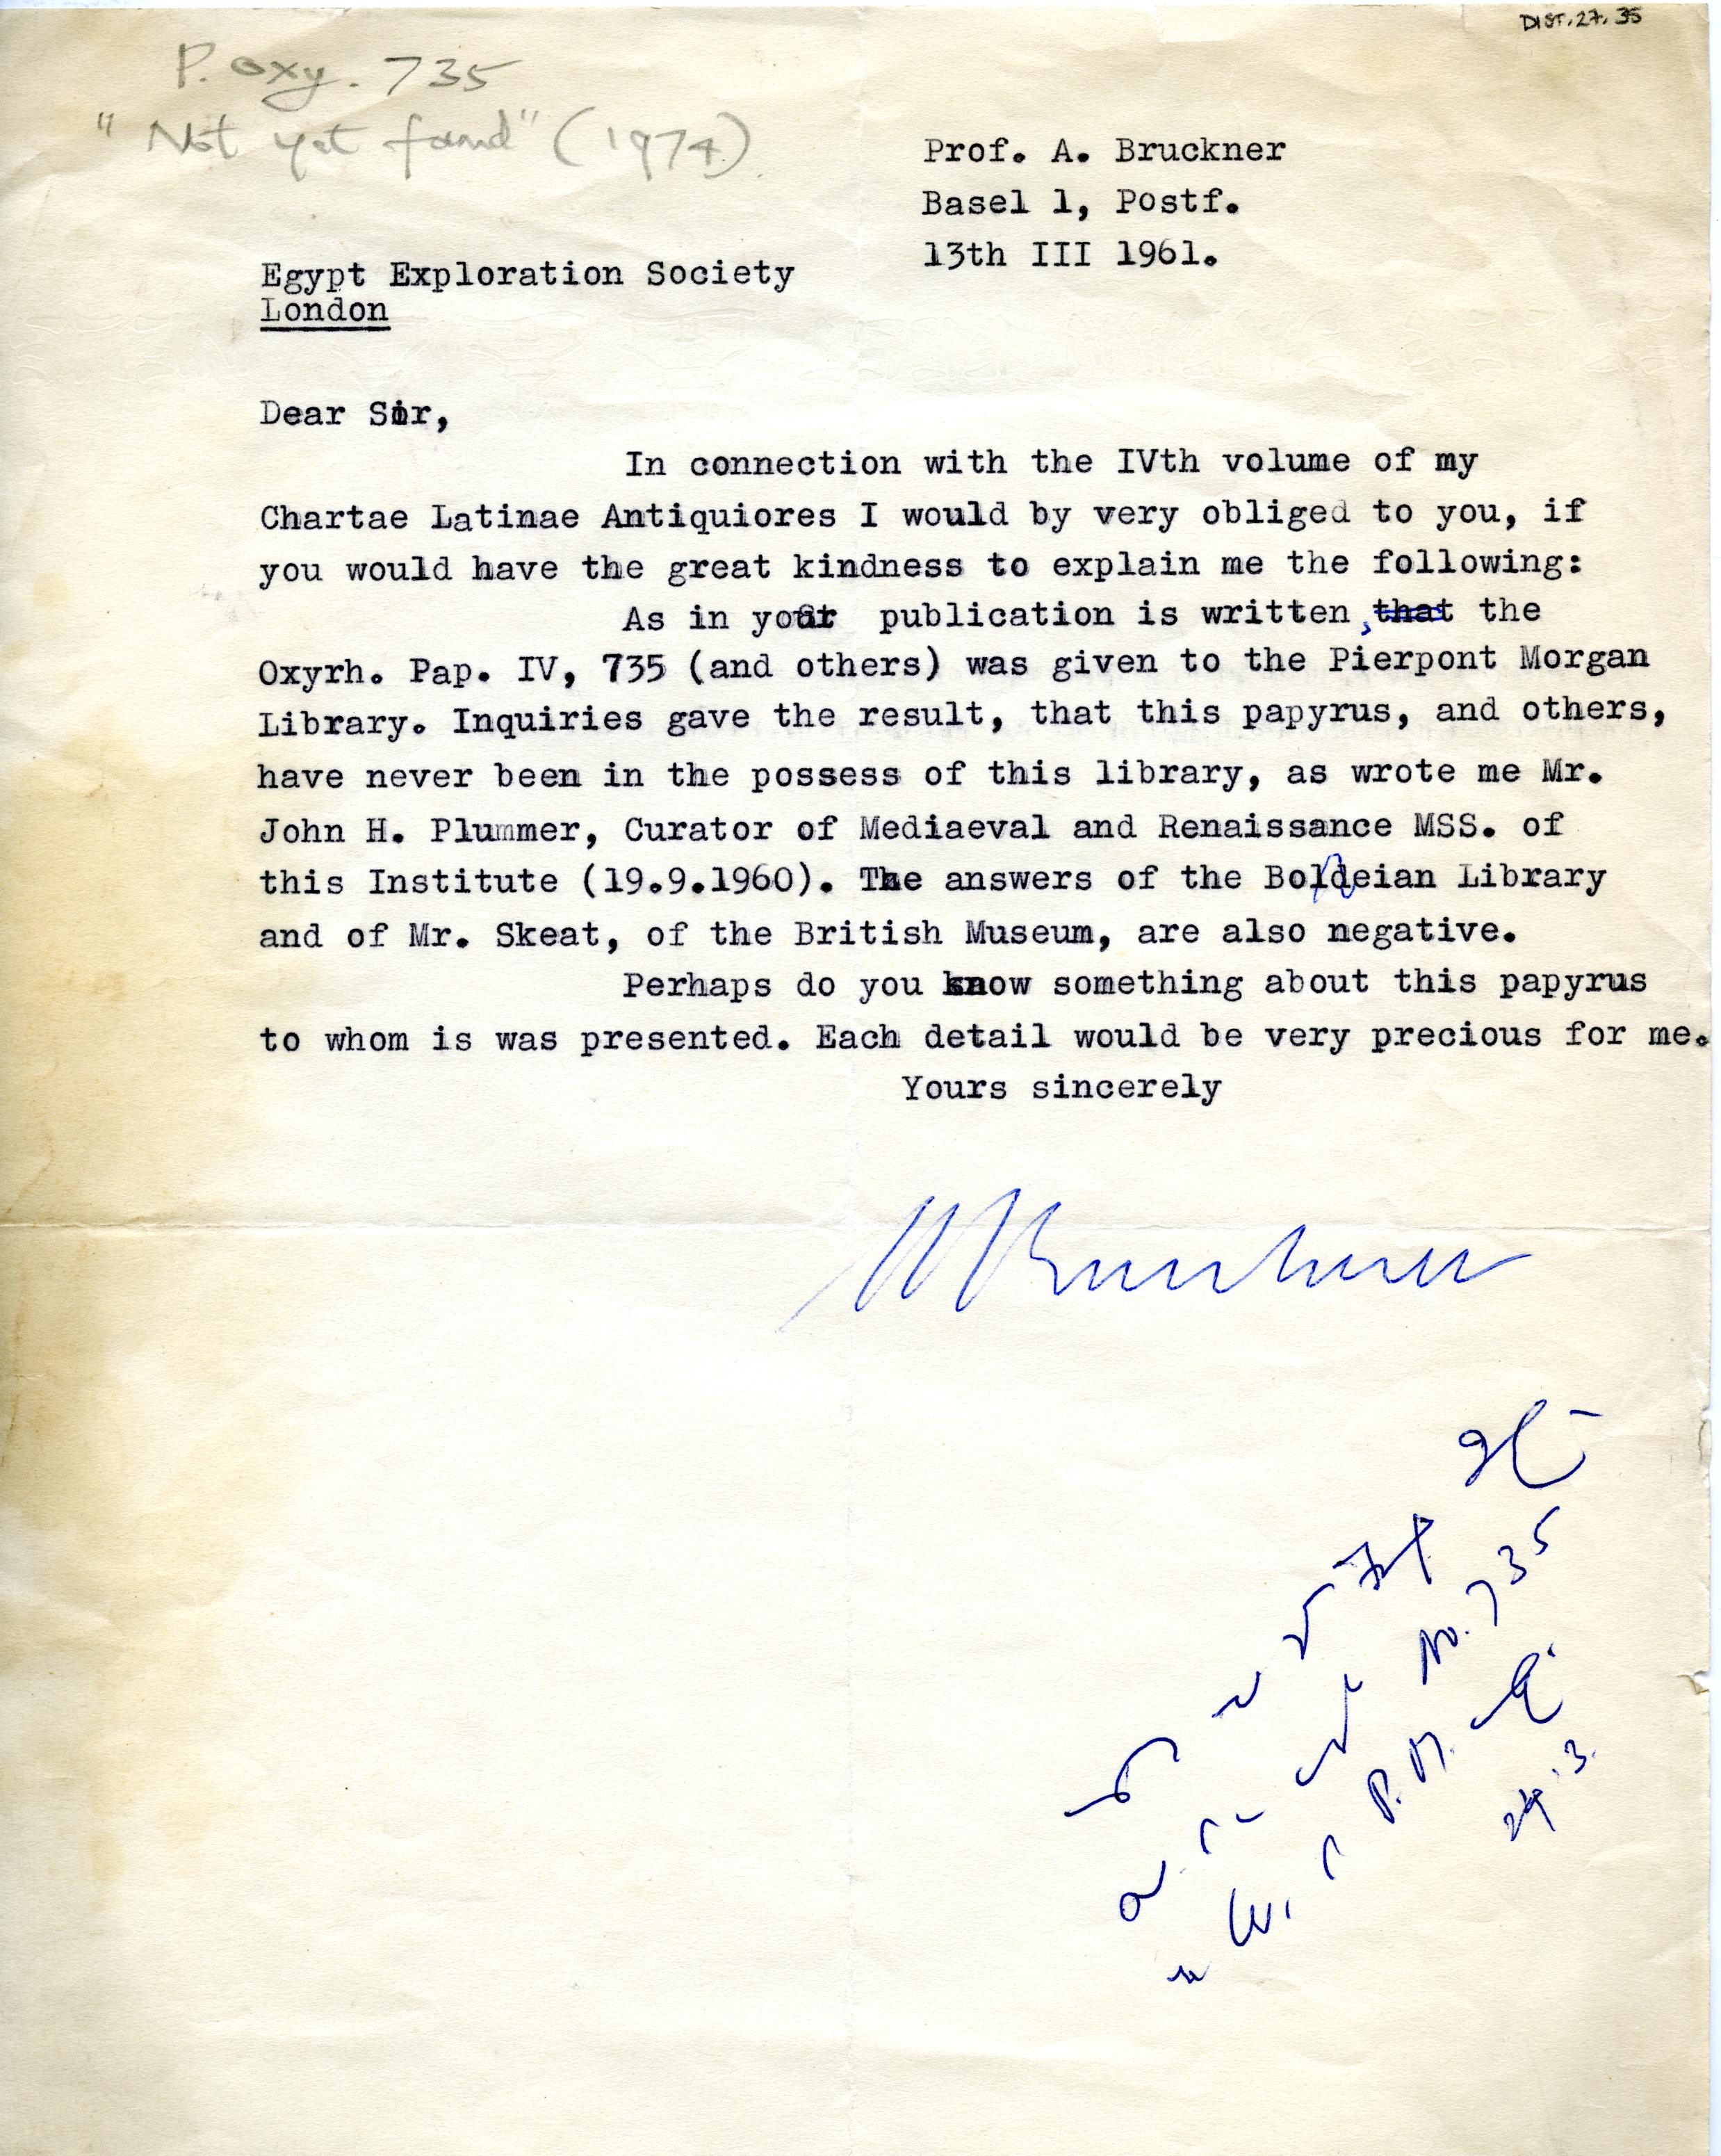 DIST.27.35
P. Oxy. 735
"Not yet found" (1974).
Prof. A. Bruckner
Basel 1, Postf.
13th III 1961.
Egypt Exploration Society
London
Dear Sir,
In connection with the IVth volume of my
Chartae Latinae Antiquiores I would by very obliged to you, if
you would have the great kindness to explain me the following:
As in your publication is written, that the
Oxyrh. Pap. IV, 735 (and others) was given to the Pierpont Morgan
Library. Inquiries gave the result, that this papyrus, and others,
have never been in the possess of this library, as wrote me Mr.
John H. Plummer, Curator of Mediaeval and Renaissance MSS. of
this Institute (19.9.1960). The answers of the Boldeian Library
and of Mr. Skeat, of the British Museum, are also negative.
Perhaps do you know something about this papyrus
to whom is was presented. Each detail would be very precious for me.
Yours sincerely
A Bruckner
No. 735
P.M.
29.3.